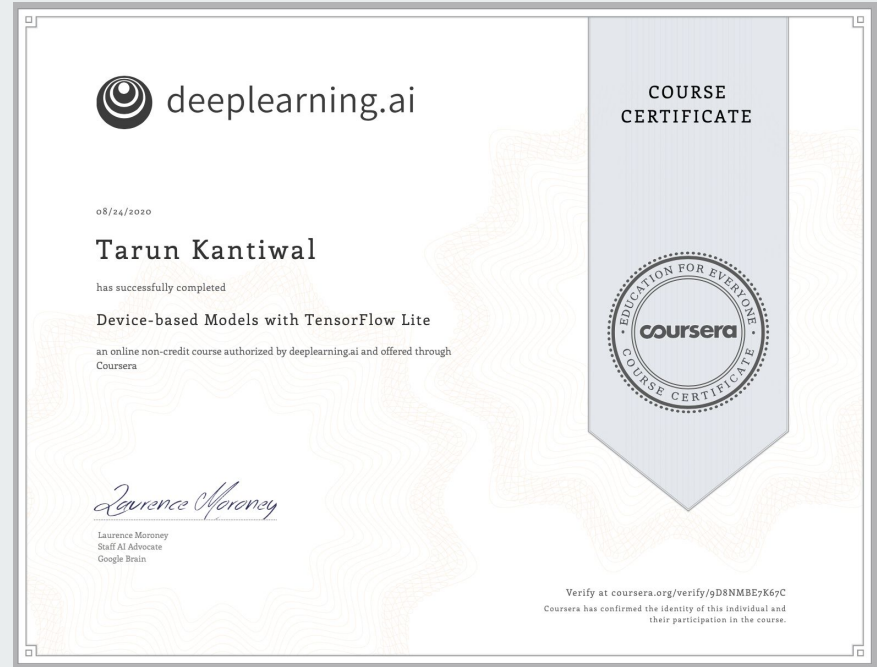 deeplearning.ai
COURSE
CERTIFICATE
08/24/2020
Tarun Kantiwal
has successfully completed
Device-based Models with TensorFlow Lite
an online non-credit course authorized by deeplearning.ai and offered through
Coursera
EDUCATION FOR EVERYONE
coursera
COURSE CERTIFICATE
Laurence Moroney
Laurence Moroney
Staff AI Advocate
Google Brain
Verify at coursera.org/verify/9D8NMBE7K67C
Coursera has confirmed the identity of this individual and
their participation in the course.